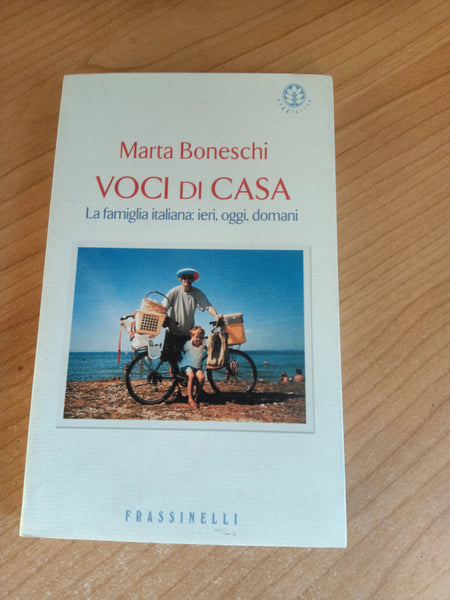 Marta Boneschi
VOCI DI CASA
La famiglia italiana: ieri, oggi, domani
FRASSINELLI